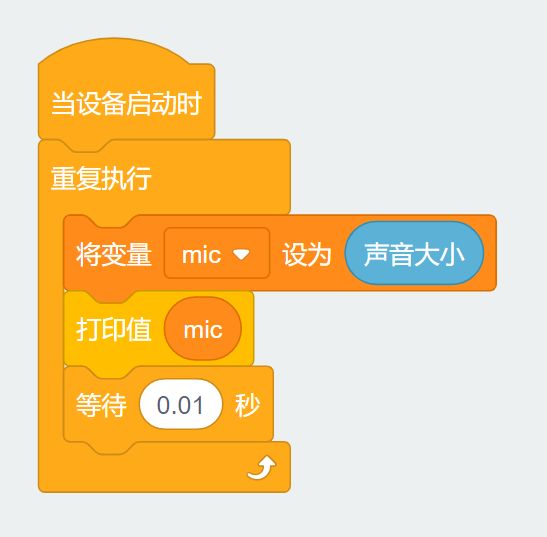 当设备启动时
重复执行
将变量 mic 设为 声音大小
打印值 mic
等待 0.01 秒